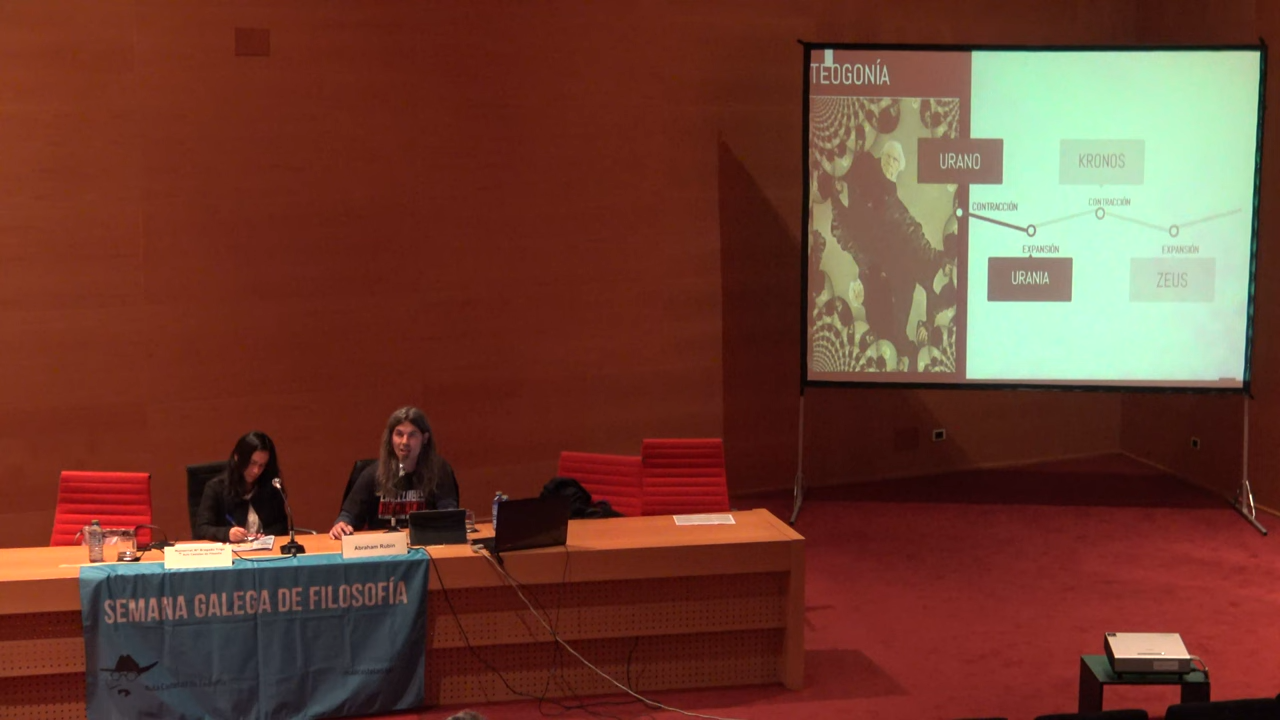 TEOGONÍA
URANO
KRONOS
CONTRACCIÓN
CONTRACCIÓN
EXPANSIÓN
EXPANSIÓN
URANIA
ZEUS
Abraham Rubín
SEMANA GALEGA DE FILOSOFÍA